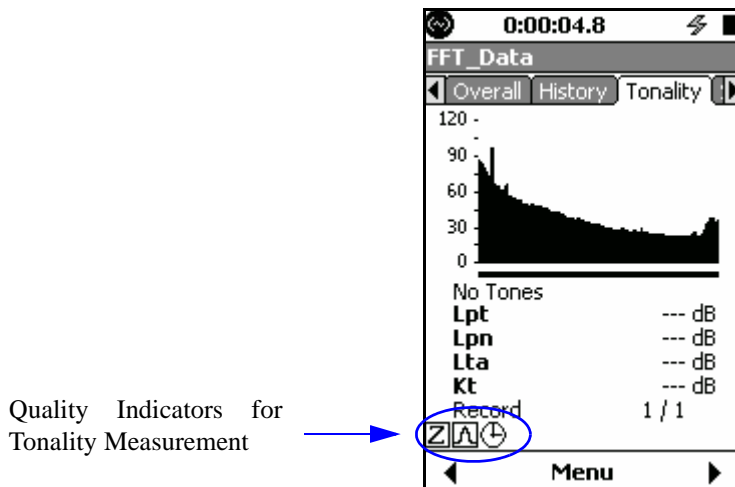 0:00:04.8
FFT_Data
Overall History Tonality
120
90
60
30
0
No Tones
Lpt --- dB
Lpn --- dB
Lta --- dB
Kt --- dB
Record 1 / 1
Quality Indicators for
Tonality Measurement
Z
Menu